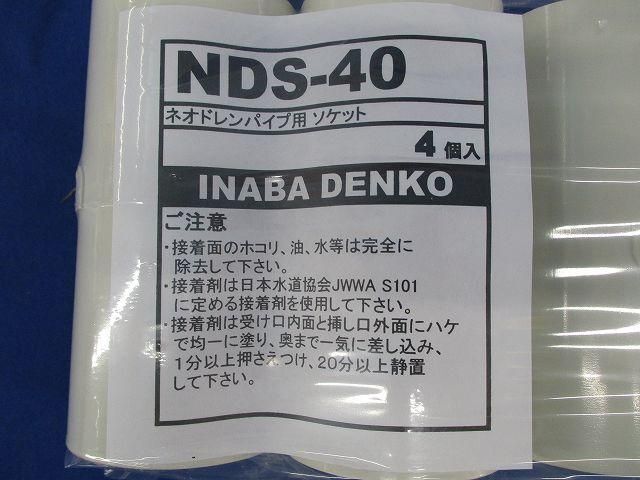 NDS-40
ネオドレンパイプ用 ソケット
4 個入
INABA DENKO
ご注意
・接着面のホコリ、油、水等は完全に
除去して下さい。
・接着剤は日本水道協会JWWA S101
に定める接着剤を使用して下さい。
・接着剤は受け口内面と挿し口外面にハケ
で均一に塗り、奥まで一気に差し込み、
1分以上押さえつけ、20分以上静置
して下さい。